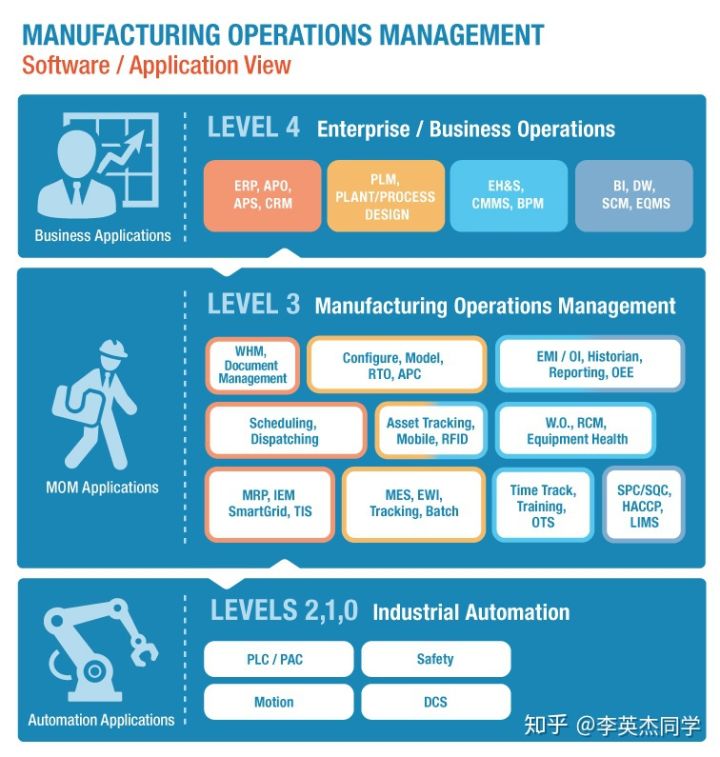 MANUFACTURING OPERATIONS MANAGEMENT
Software / Application View
LEVEL 4 Enterprise / Business Operations
ERP, APO,
APS, CRM
PLM,
PLANT/PROCESS
DESIGN
EH&S,
CMMS, BPM
BI, DW,
SCM, EQMS
Business Applications
LEVEL 3 Manufacturing Operations Management
WHM,
Document
Management
Configure, Model,
RTO, APC
EMI / OI, Historian,
Reporting, OEE
Scheduling,
Dispatching
Asset Tracking,
Mobile, RFID
W.O., RCM,
Equipment Health
MRP, IEM
SmartGrid, TIS
MES, EWI,
Tracking, Batch
Time Track,
Training,
OTS
SPC/SQC,
HACCP,
LIMS
MOM Applications
LEVELS 2,1,0 Industrial Automation
PLC / PAC
Safety
Motion
DCS
Automation Applications
知乎 @李英杰同学